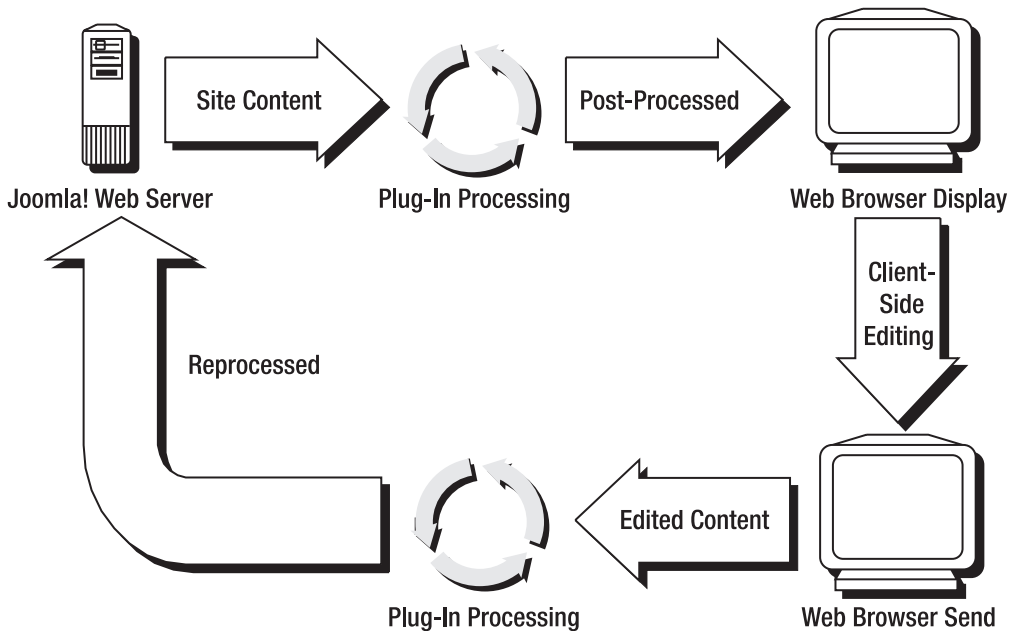 Site Content
Post-Processed
Joomla! Web Server
Plug-In Processing
Web Browser Display
Client-
Side
Editing
Reprocessed
Edited Content
Plug-In Processing
Web Browser Send